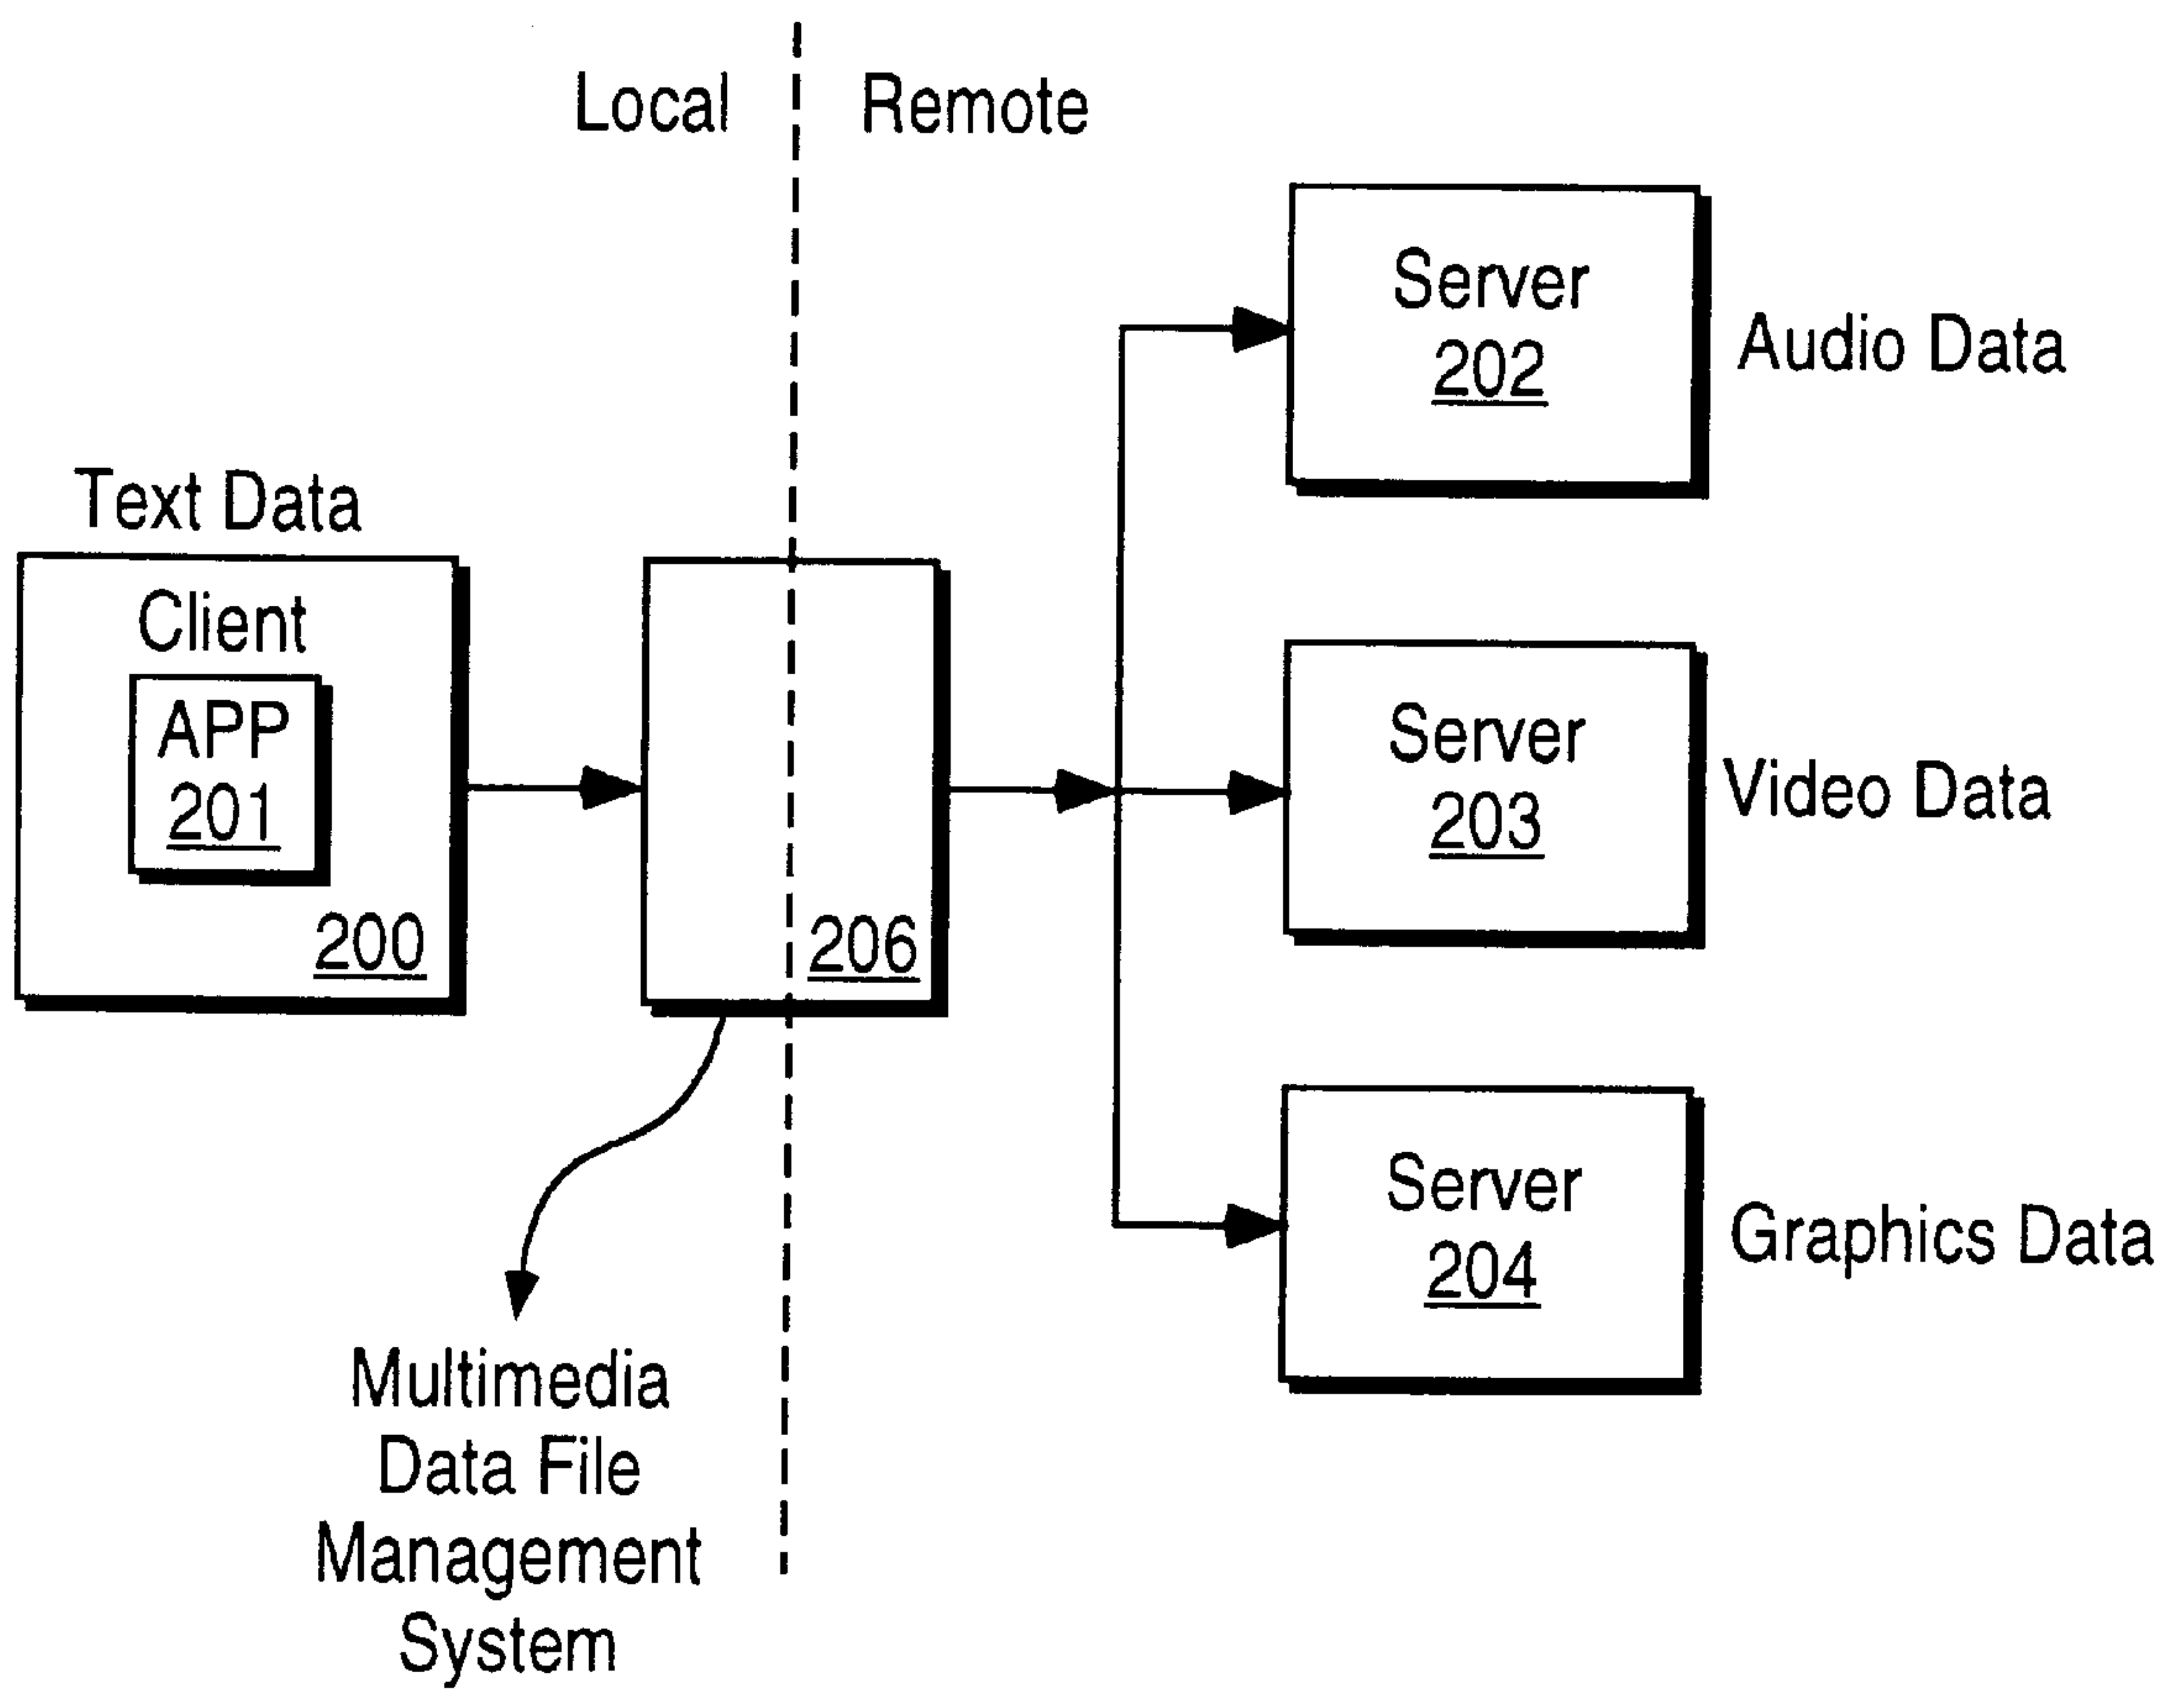 Local
Remote
Server
202
Audio Data
Text Data
Client
APP
201
200
206
Server
203
Video Data
Server
204
Graphics Data
Multimedia
Data File
Management
System